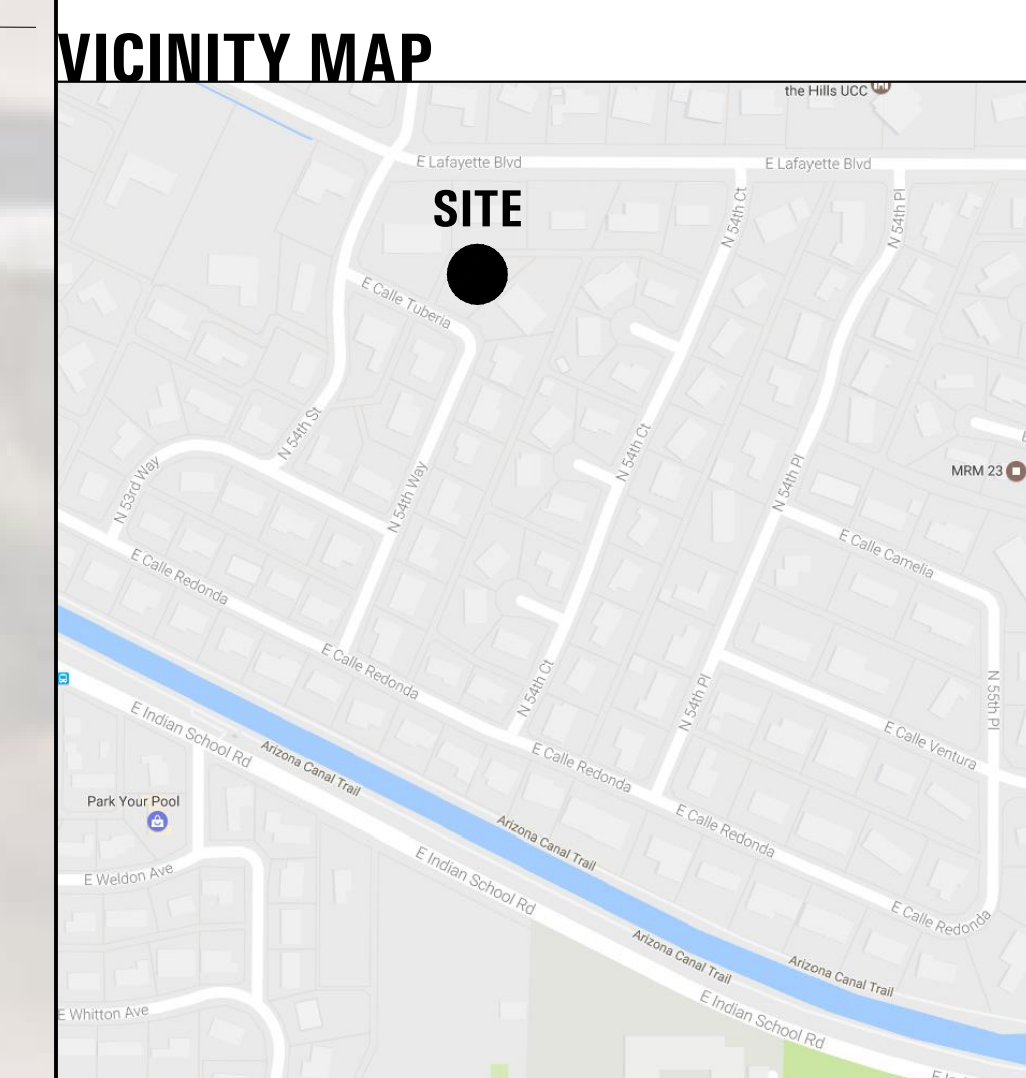 VICINITY MAP
the Hills UCC
E Lafayette Blvd
E Lafayette Blvd
SITE
N 54th Ct
N 54th Pl
E Calle Tuberia
N 54th St
N 53rd Way
N 54th Way
N 54th Ct
N 54th Pl
MRM 23
E Calle Redonda
E Calle Camelia
E Calle Redonda
N 54th Ct
N 54th Pl
N 55th Pl
E Indian School Rd
Arizona Canal Trail
E Calle Redonda
E Calle Ventura
Park Your Pool
E Calle Redonda
Arizona Canal Trail
E Weldon Ave
E Indian School Rd
E Calle Redonda
Arizona Canal Trail
Arizona Canal Trail
E Whitton Ave
E Indian School Rd